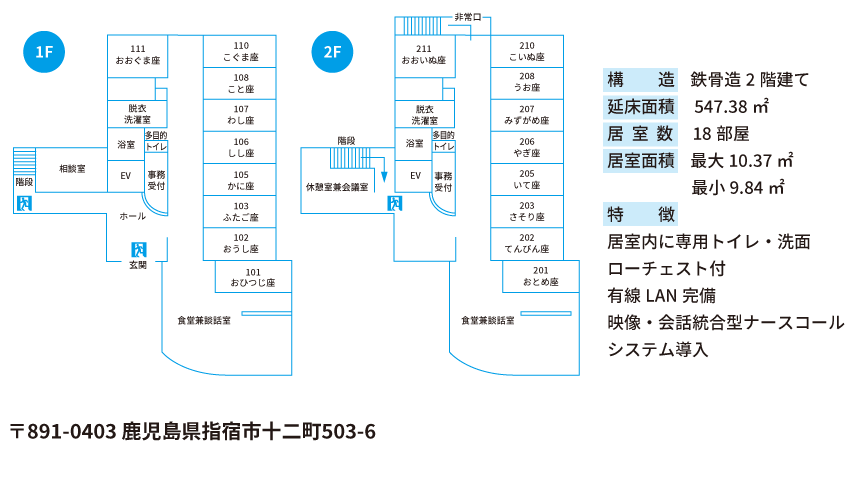 1F
111
おおぐま座
110
こぐま座
108
こと座
107
わし座
106
しし座
105
かに座
103
ふたご座
102
おうし座
101
おひつじ座
脱衣
洗濯室
浴室
多目的
トイレ
EV
事務
受付
相談室
階段
ホール
玄関
食堂兼談話室
2F
非常口
211
おおいぬ座
210
こいぬ座
208
うお座
207
みずがめ座
206
やぎ座
205
いて座
203
さそり座
202
てんびん座
201
おとめ座
脱衣
洗濯室
浴室
多目的
トイレ
EV
事務
受付
階段
休憩室兼会議室
食堂兼談話室
構 造 鉄骨造 2 階建て
延床面積 547.38 ㎡
居 室 数 18 部屋
居室面積 最大 10.37 ㎡
最小 9.84 ㎡
特 徴
居室内に専用トイレ・洗面
ローチェスト付
有線 LAN 完備
映像・会話統合型ナースコール
システム導入
〒891-0403 鹿児島県指宿市十二町503-6